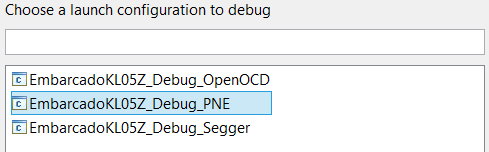 Choose a launch configuration to debug
EmbarcadoKL05Z_Debug_OpenOCD
EmbarcadoKL05Z_Debug_PNE
EmbarcadoKL05Z_Debug_Segger